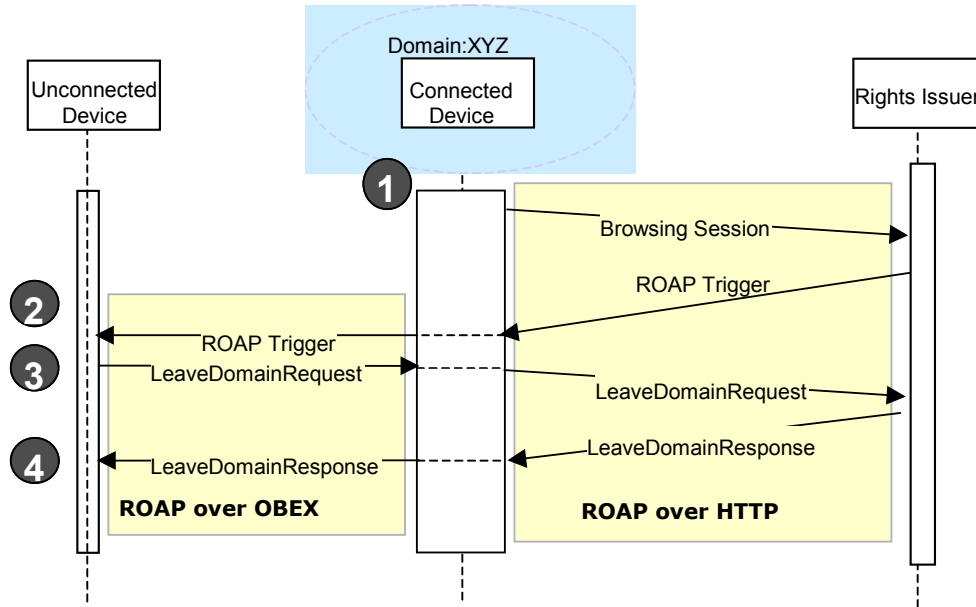 Domain:XYZ
Unconnected
Device
Connected
Device
Rights Issuer
1
Browsing Session
ROAP Trigger
2
ROAP Trigger
3
LeaveDomainRequest
LeaveDomainRequest
4
LeaveDomainResponse
LeaveDomainResponse
ROAP over OBEX
ROAP over HTTP